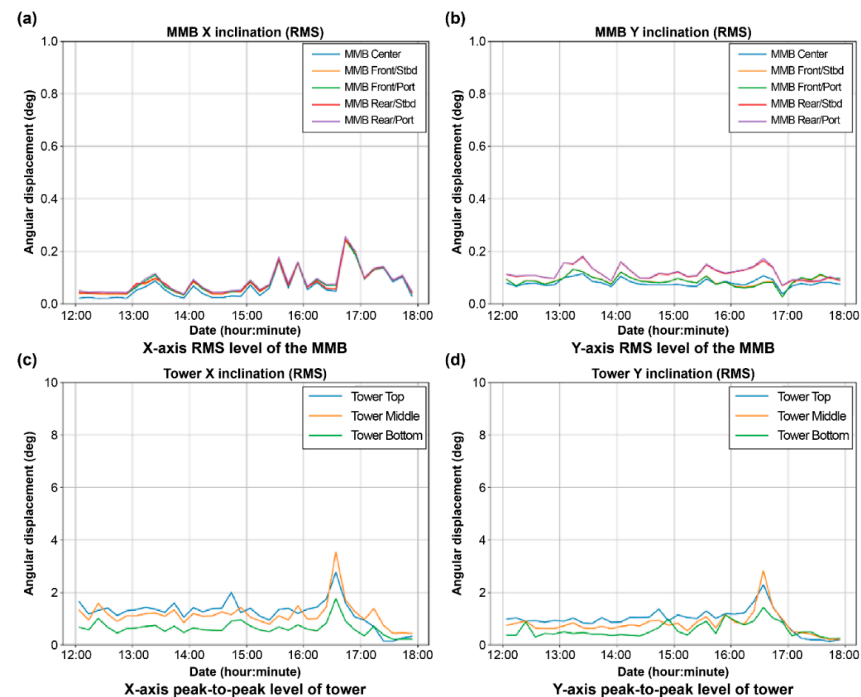 (a)
MMB X inclination (RMS)
MMB Center
MMB Front/Stbd
MMB Front/Port
MMB Rear/Stbd
MMB Rear/Port
Angular displacement (deg)
1.0
0.8
0.6
0.4
0.2
0.0
12:00 13:00 14:00 15:00 16:00 17:00 18:00
Date (hour:minute)
X-axis RMS level of the MMB
(b)
MMB Y inclination (RMS)
MMB Center
MMB Front/Stbd
MMB Front/Port
MMB Rear/Stbd
MMB Rear/Port
Angular displacement (deg)
1.0
0.8
0.6
0.4
0.2
0.0
12:00 13:00 14:00 15:00 16:00 17:00 18:00
Date (hour:minute)
Y-axis RMS level of the MMB
(c)
Tower X inclination (RMS)
Tower Top
Tower Middle
Tower Bottom
Angular displacement (deg)
10
8
6
4
2
0
12:00 13:00 14:00 15:00 16:00 17:00 18:00
Date (hour:minute)
X-axis peak-to-peak level of tower
(d)
Tower Y inclination (RMS)
Tower Top
Tower Middle
Tower Bottom
Angular displacement (deg)
10
8
6
4
2
0
12:00 13:00 14:00 15:00 16:00 17:00 18:00
Date (hour:minute)
Y-axis peak-to-peak level of tower